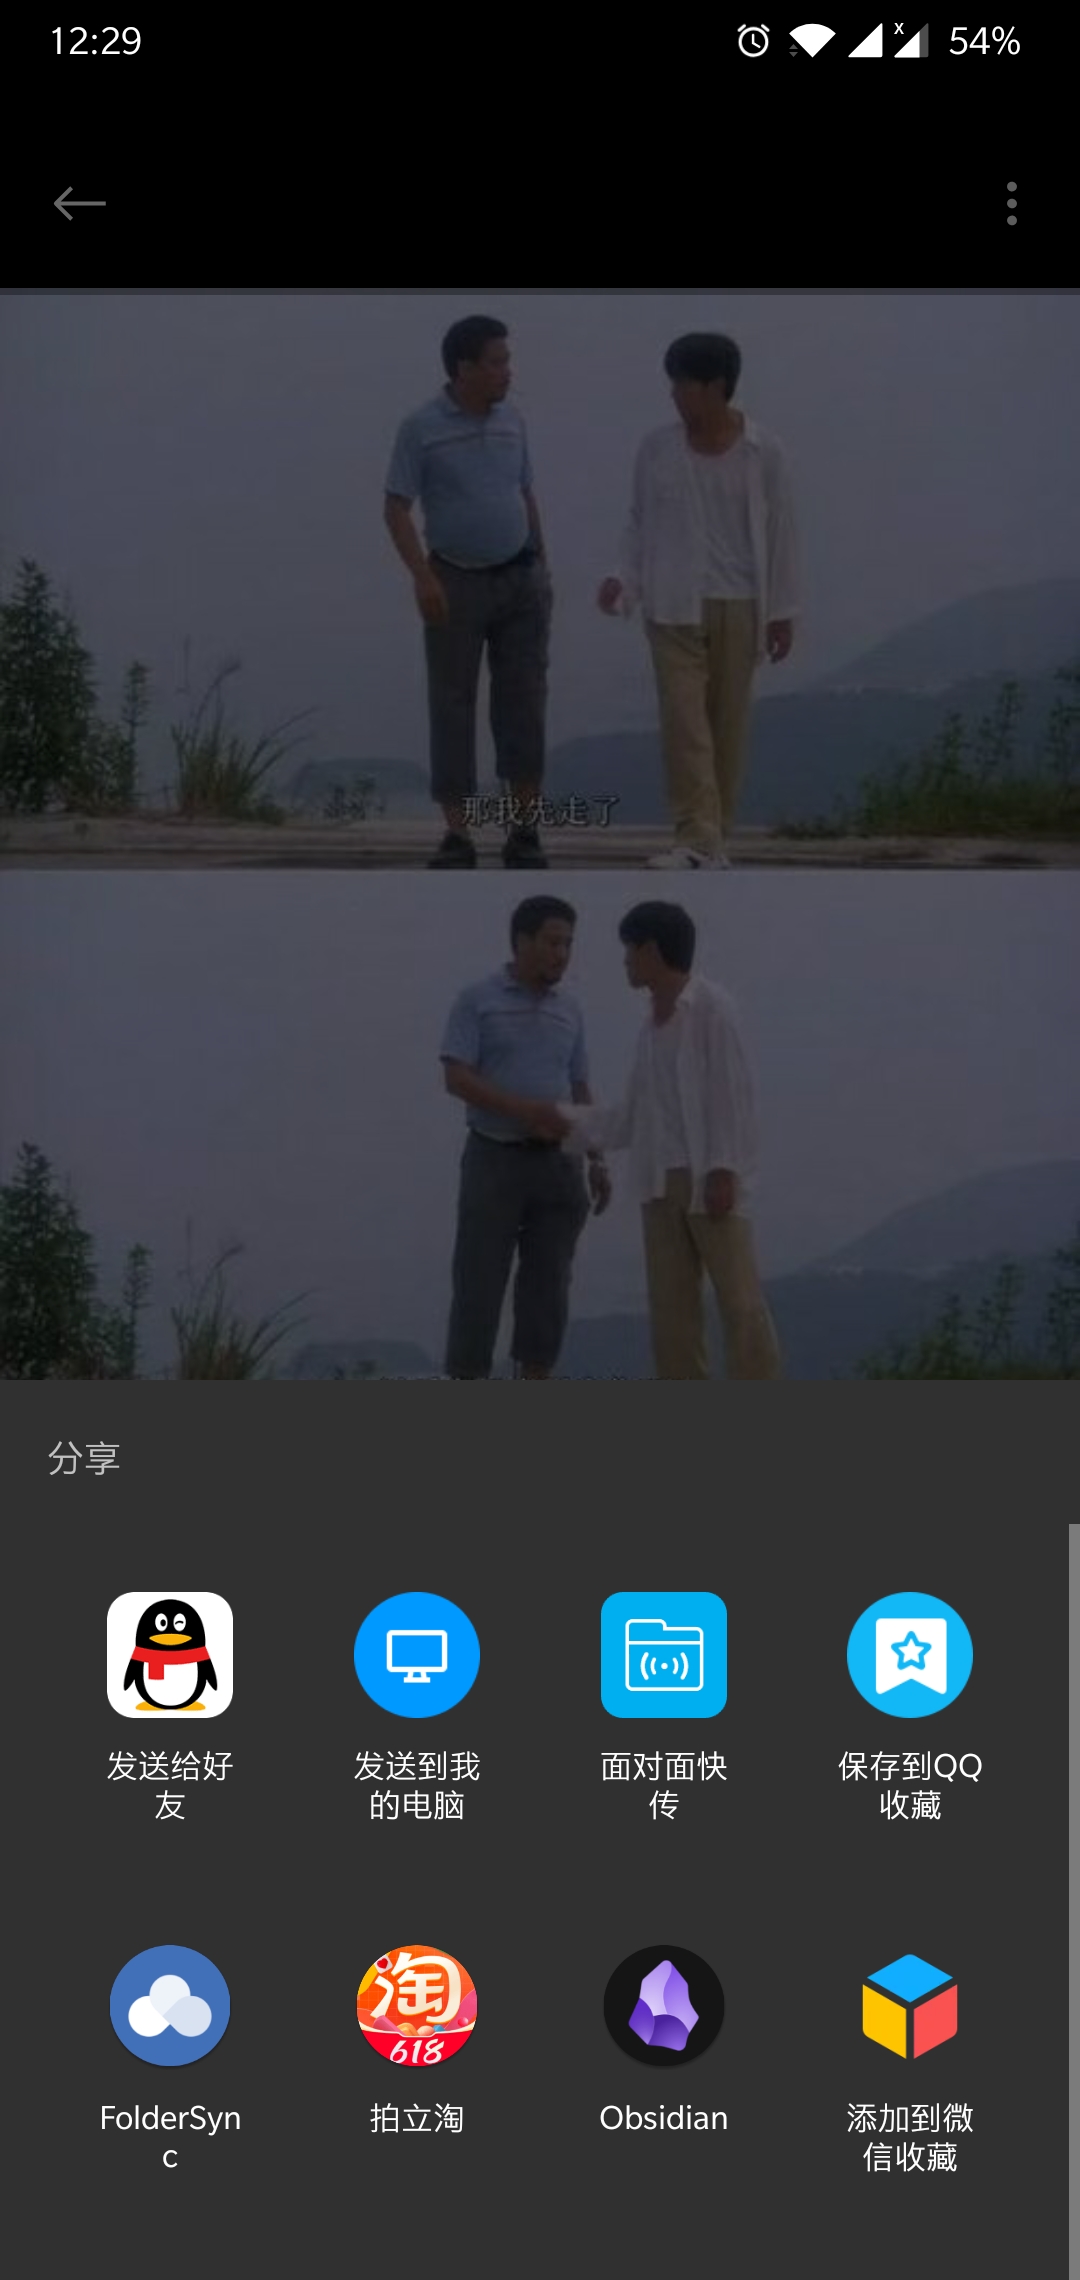 12:29
54%
那我先走了
分享
发送给好
友
发送到我
的电脑
面对面快
传
保存到QQ
收藏
淘
618
FolderSyn
c
拍立淘
Obsidian
添加到微
信收藏